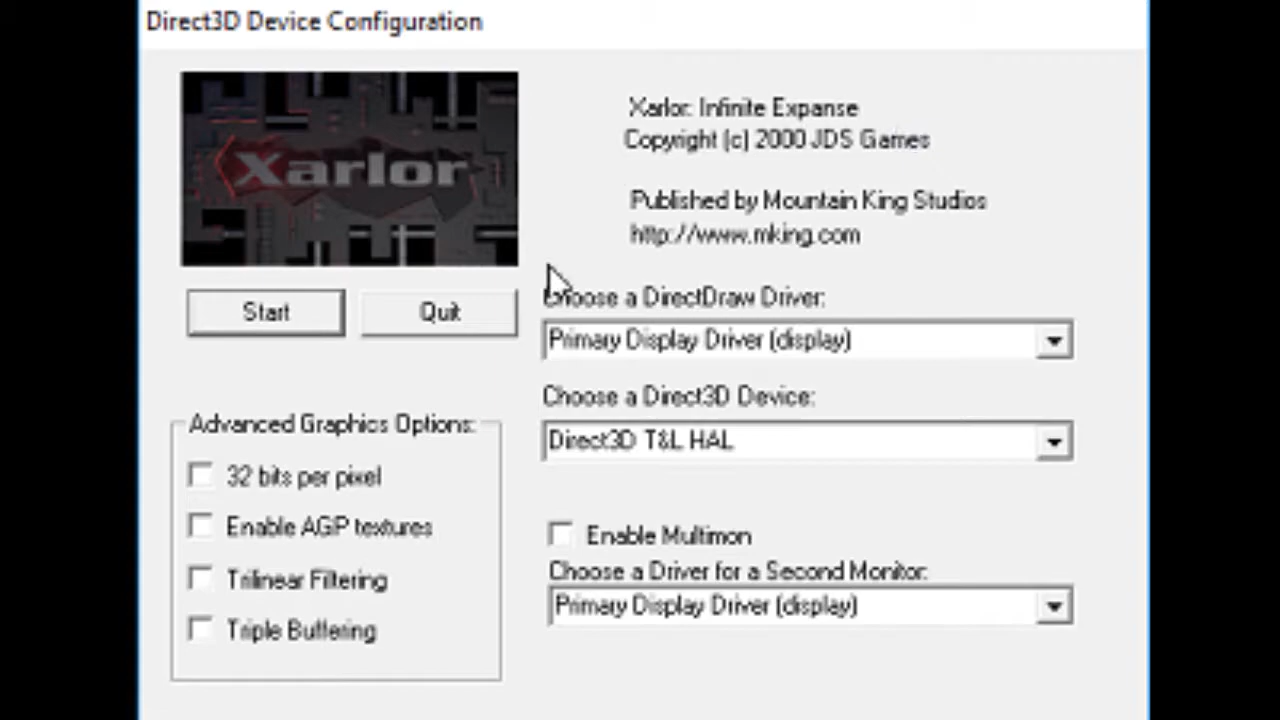 Direct3D Device Configuration
Xarlor
Xarlor: Infinite Expanse
Copyright (c) 2000 JDS Games
Published by Mountain King Studios
http://www.mking.com
Start
Quit
Choose a DirectDraw Driver:
Primary Display Driver (display)
Choose a Direct3D Device:
Direct3D T&L HAL
Advanced Graphics Options:
32 bits per pixel
Enable AGP textures
Trilinear Filtering
Triple Buffering
Enable Multimon
Choose a Driver for a Second Monitor:
Primary Display Driver (display)